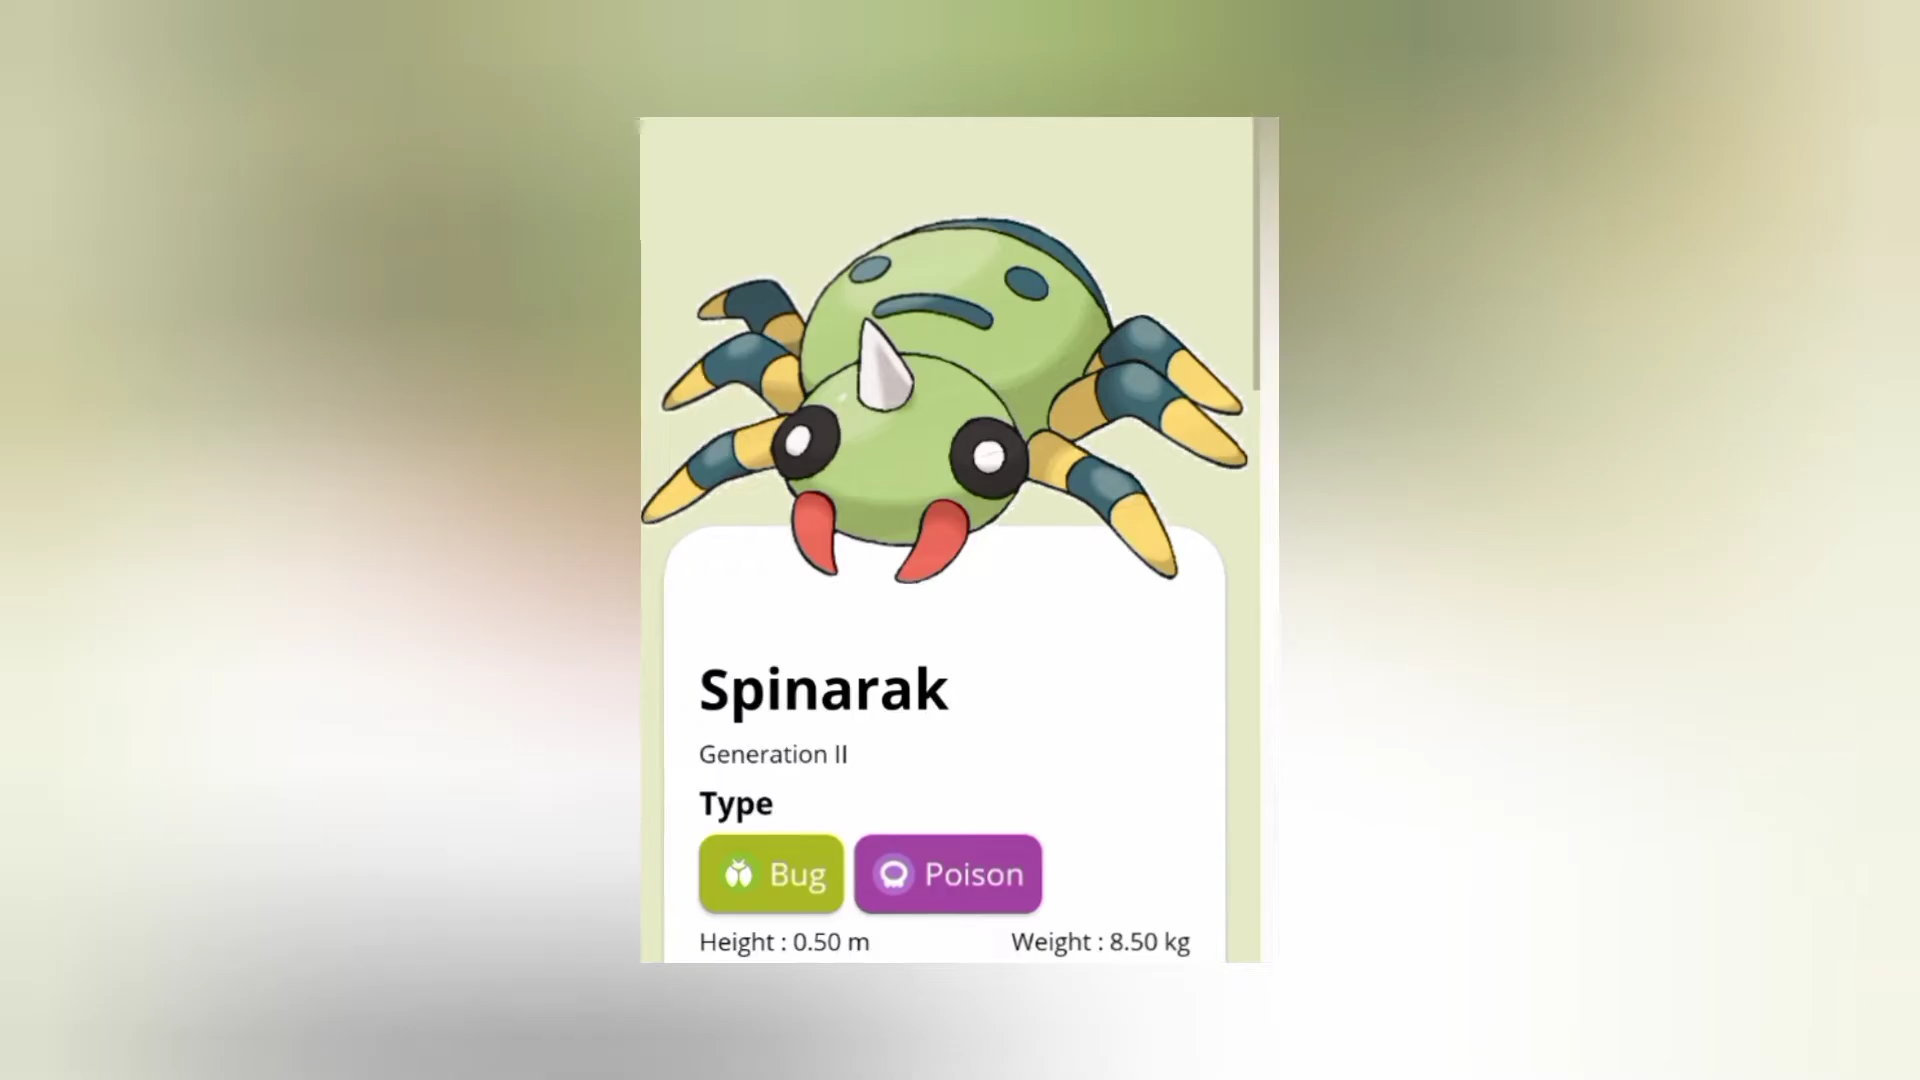 Spinarak
Generation II
Type
Bug Poison
Height : 0.50 m Weight : 8.50 kg